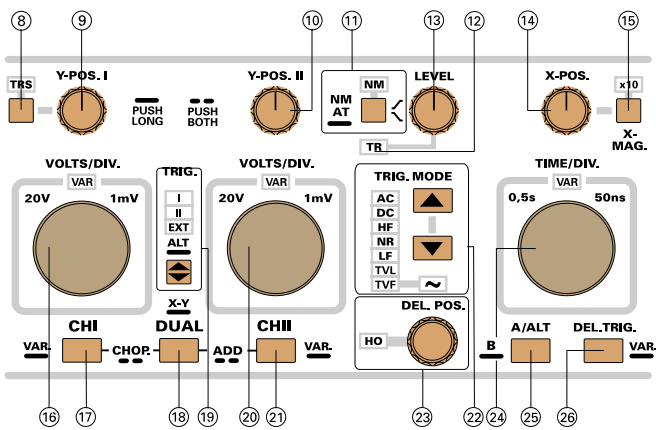 8 9 10 11 13 12 14 15
TRS Y-POS. I Y-POS. II NM LEVEL X-POS. x10
PUSH LONG
PUSH BOTH
NM AT
TR
X-MAG.
VOLTS/DIV.
VAR
20V 1mV
TRIG.
I
II
EXT
ALT
VOLTS/DIV.
VAR
20V 1mV
TRIG. MODE
AC
DC
HF
NR
LF
TVL
TVF ~
TIME/DIV.
VAR
0,5s 50ns
X-Y
DEL. POS.
HO
VAR. CHI CHOP. DUAL ADD CHII VAR.
B A/ALT DEL.TRIG. VAR.
16 17 18 19 20 21 23 22 24 25 26